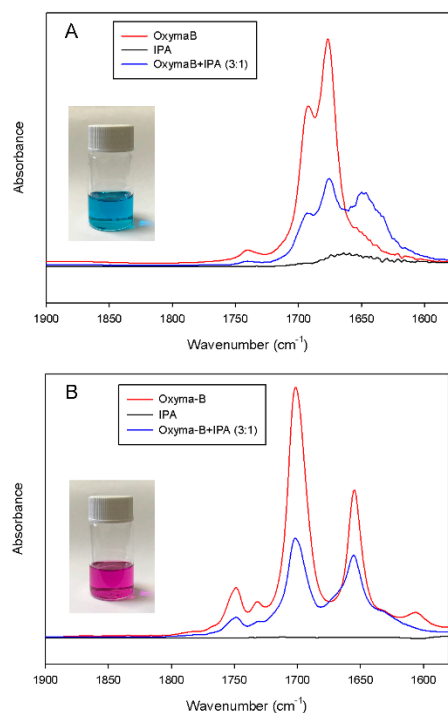 A
OxymaB
IPA
OxymaB+IPA (3:1)
Absorbance
1900
1850
1800
1750
1700
1650
1600
Wavenumber (cm-1)
B
Oxyma-B
IPA
Oxyma-B+IPA (3:1)
Absorbance
1900
1850
1800
1750
1700
1650
1600
Wavenumber (cm-1)